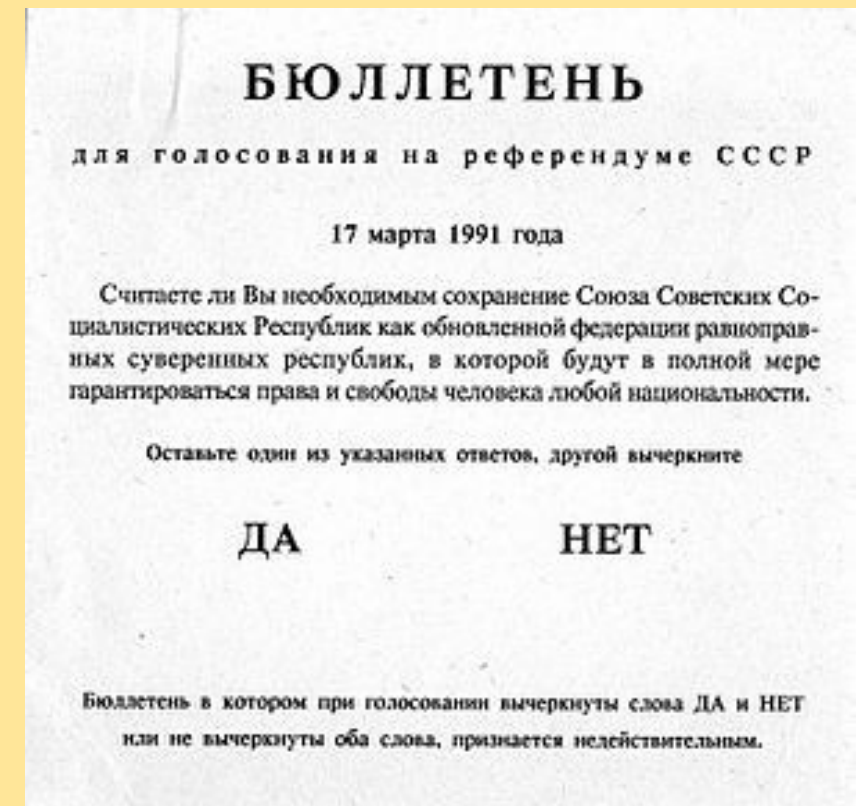 БЮЛЛЕТЕНЬ
для голосования на референдуме СССР
17 марта 1991 года
Считаете ли Вы необходимым сохранение Союза Советских Со-
циалистических Республик как обновленной федерации равноправ-
ных суверенных республик, в которой будут в полной мере
гарантироваться права и свободы человека любой национальности.
Оставьте один из указанных ответов, другой вычеркните
ДА НЕТ
Бюллетень в котором при голосовании вычеркнуты слова ДА и НЕТ
или не вычеркнуты оба слова, признается недействительным.